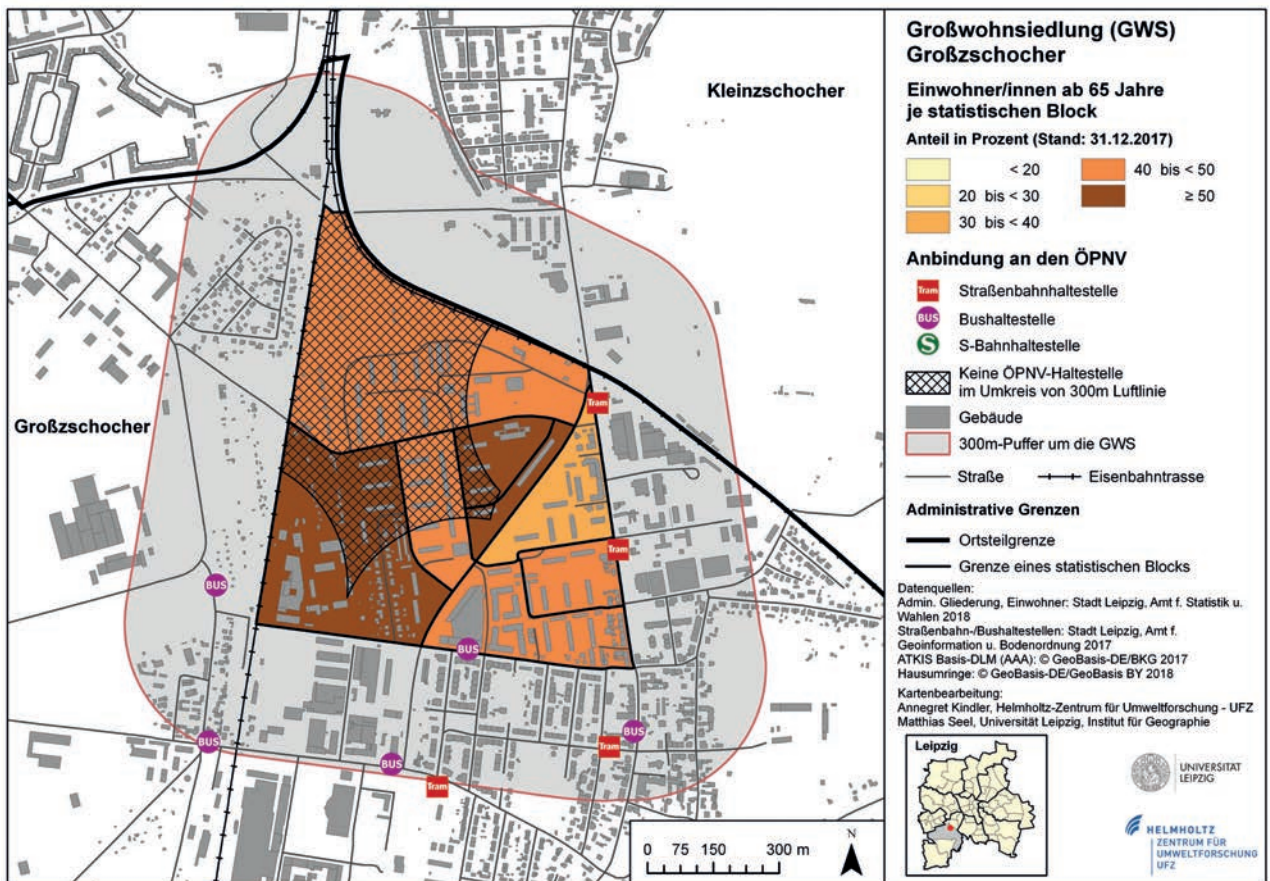 Kleinzschocher
Großzschocher
Tram
Tram
BUS
BUS
BUS
Tram
BUS
BUS
Tram
0 75 150 300 m
N
Großwohnsiedlung (GWS)
Großzschocher
Einwohner/innen ab 65 Jahre
je statistischen Block
Anteil in Prozent (Stand: 31.12.2017)
< 20
20 bis < 30
30 bis < 40
40 bis < 50
≥ 50
Anbindung an den ÖPNV
Tram Straßenbahnhaltestelle
BUS Bushaltestelle
S S-Bahnhaltestelle
Keine ÖPNV-Haltestelle
im Umkreis von 300m Luftlinie
Gebäude
300m-Puffer um die GWS
Straße Eisenbahntrasse
Administrative Grenzen
Ortsteilgrenze
Grenze eines statistischen Blocks
Datenquellen:
Admin. Gliederung, Einwohner: Stadt Leipzig, Amt f. Statistik u.
Wahlen 2018
Straßenbahn-/Bushaltestellen: Stadt Leipzig, Amt f.
Geoinformation u. Bodenordnung 2017
ATKIS Basis-DLM (AAA): © GeoBasis-DE/BKG 2017
Hausumringe: © GeoBasis-DE/GeoBasis BY 2018
Kartenbearbeitung:
Annegret Kindler, Helmholtz-Zentrum für Umweltforschung - UFZ
Matthias Seel, Universität Leipzig, Institut für Geographie
Leipzig
UNIVERSITÄT
LEIPZIG
HELMHOLTZ
ZENTRUM FÜR
UMWELTFORSCHUNG
UFZ